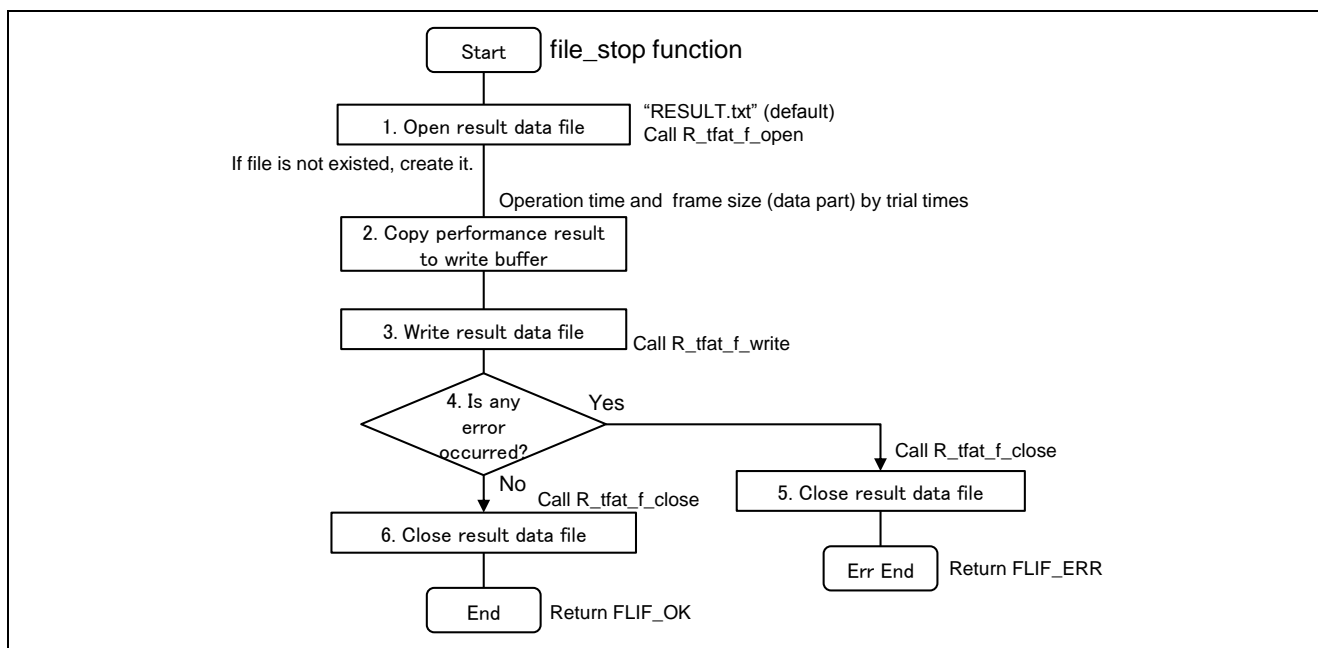 Start
file_stop function
1. Open result data file
“RESULT.txt” (default)
Call R_tfat_f_open
If file is not existed, create it.
Operation time and frame size (data part) by trial times
2. Copy performance result
to write buffer
3. Write result data file
Call R_tfat_f_write
4. Is any
error
occurred?
Yes
No
Call R_tfat_f_close
5. Close result data file
Call R_tfat_f_close
6. Close result data file
Err End
Return FLIF_ERR
End
Return FLIF_OK